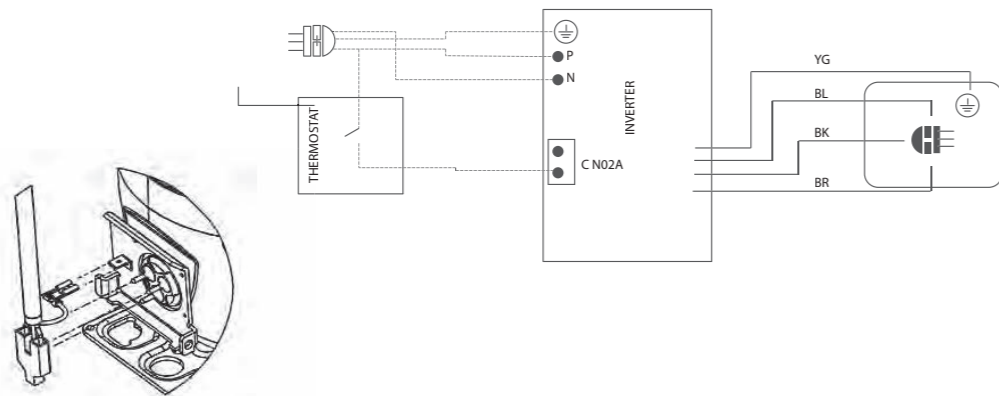 P
N
THERMOSTAT
INVERTER
C N02A
YG
BL
BK
BR